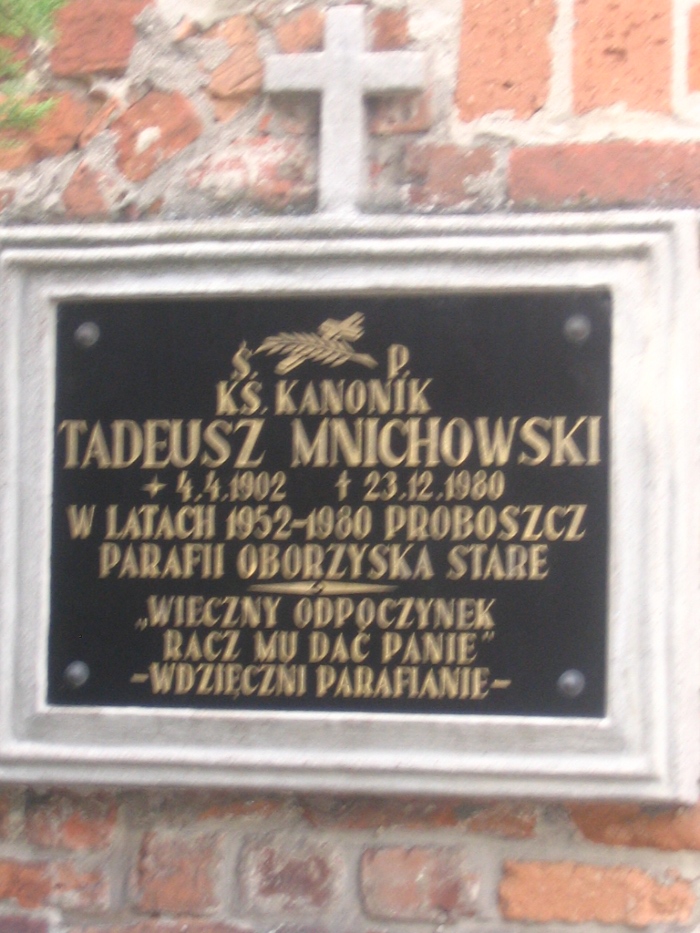 Ś. P.
KŚ. KANONIK
TADEUSZ MNICHOWSKI
+ 4.4.1902 † 23.12.1980
W LATACH 1952-1980 PROBOSZCZ
PARAFII OBORZYSKA STARE
„WIECZNY ODPOCZYNEK
RACZ MU DAĆ PANIE"
-WDZIĘCZNI PARAFIANIE-